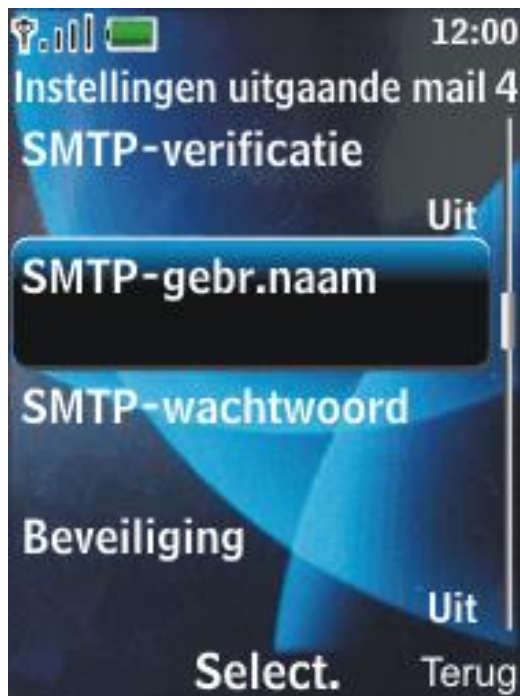 12:00
Instellingen uitgaande mail 4
SMTP-verificatie
Uit
SMTP-gebr.naam
SMTP-wachtwoord
Beveiliging
Uit
Select. Terug